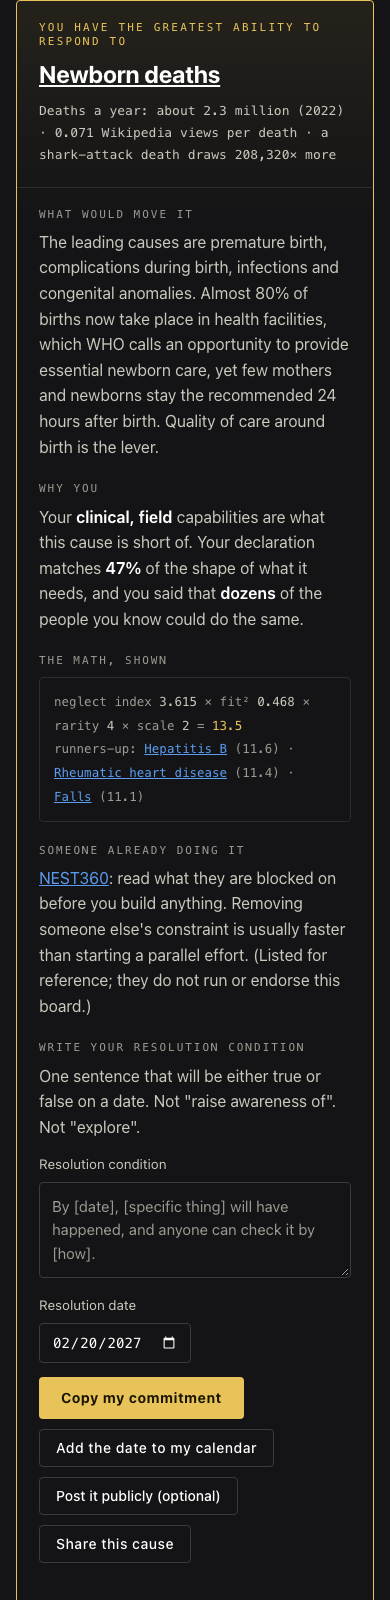 YOU HAVE THE GREATEST ABILITY TO
RESPOND TO
Newborn deaths
Deaths a year: about 2.3 million (2022)
· 0.071 Wikipedia views per death · a
shark-attack death draws 208,320× more
WHAT WOULD MOVE IT
The leading causes are premature birth,
complications during birth, infections and
congenital anomalies. Almost 80% of
births now take place in health facilities,
which WHO calls an opportunity to provide
essential newborn care, yet few mothers
and newborns stay the recommended 24
hours after birth. Quality of care around
birth is the lever.
WHY YOU
Your clinical, field capabilities are what
this cause is short of. Your declaration
matches 47% of the shape of what it
needs, and you said that dozens of the
people you know could do the same.
THE MATH, SHOWN
neglect index 3.615 × fit² 0.468 ×
rarity 4 × scale 2 = 13.5
runners-up: Hepatitis B (11.6) ·
Rheumatic heart disease (11.4) ·
Falls (11.1)
SOMEONE ALREADY DOING IT
NEST360: read what they are blocked on
before you build anything. Removing
someone else's constraint is usually faster
than starting a parallel effort. (Listed for
reference; they do not run or endorse this
board.)
WRITE YOUR RESOLUTION CONDITION
One sentence that will be either true or
false on a date. Not "raise awareness of".
Not "explore".
Resolution condition
By [date], [specific thing] will have
happened, and anyone can check it by
[how].
Resolution date
02/20/2027
Copy my commitment
Add the date to my calendar
Post it publicly (optional)
Share this cause